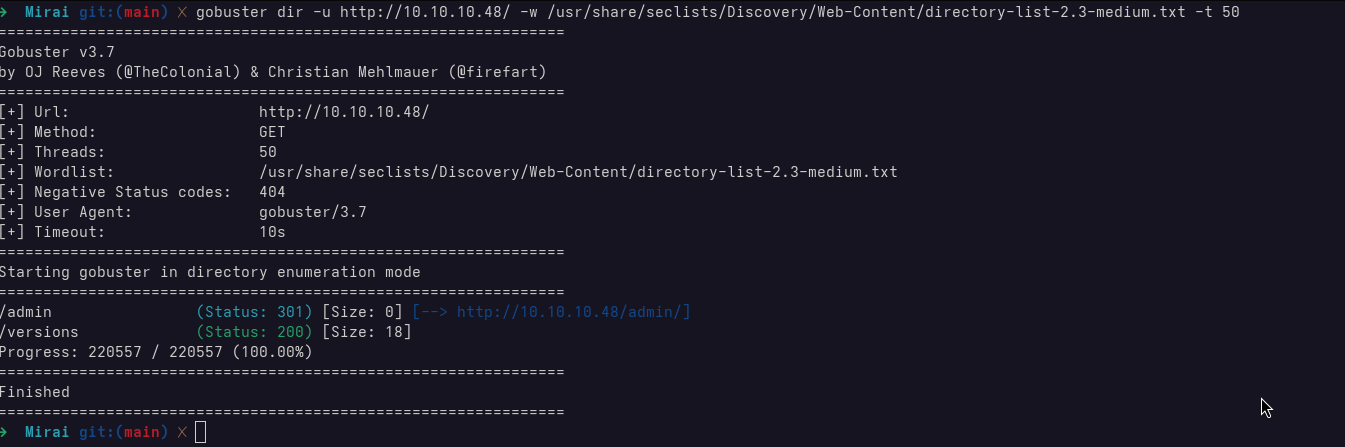 ➜ Mirai git:(main) ✗ gobuster dir -u http://10.10.10.48/ -w /usr/share/seclists/Discovery/Web-Content/directory-list-2.3-medium.txt -t 50
===============================================================
Gobuster v3.7
by OJ Reeves (@TheColonial) & Christian Mehlmauer (@firefart)
===============================================================
[+] Url:                     http://10.10.10.48/
[+] Method:                  GET
[+] Threads:                 50
[+] Wordlist:                /usr/share/seclists/Discovery/Web-Content/directory-list-2.3-medium.txt
[+] Negative Status codes:   404
[+] User Agent:              gobuster/3.7
[+] Timeout:                 10s
===============================================================
Starting gobuster in directory enumeration mode
===============================================================
/admin                (Status: 301) [Size: 0] [--> http://10.10.10.48/admin/]
/versions             (Status: 200) [Size: 18]
Progress: 220557 / 220557 (100.00%)
===============================================================
Finished
===============================================================
➜ Mirai git:(main) ✗